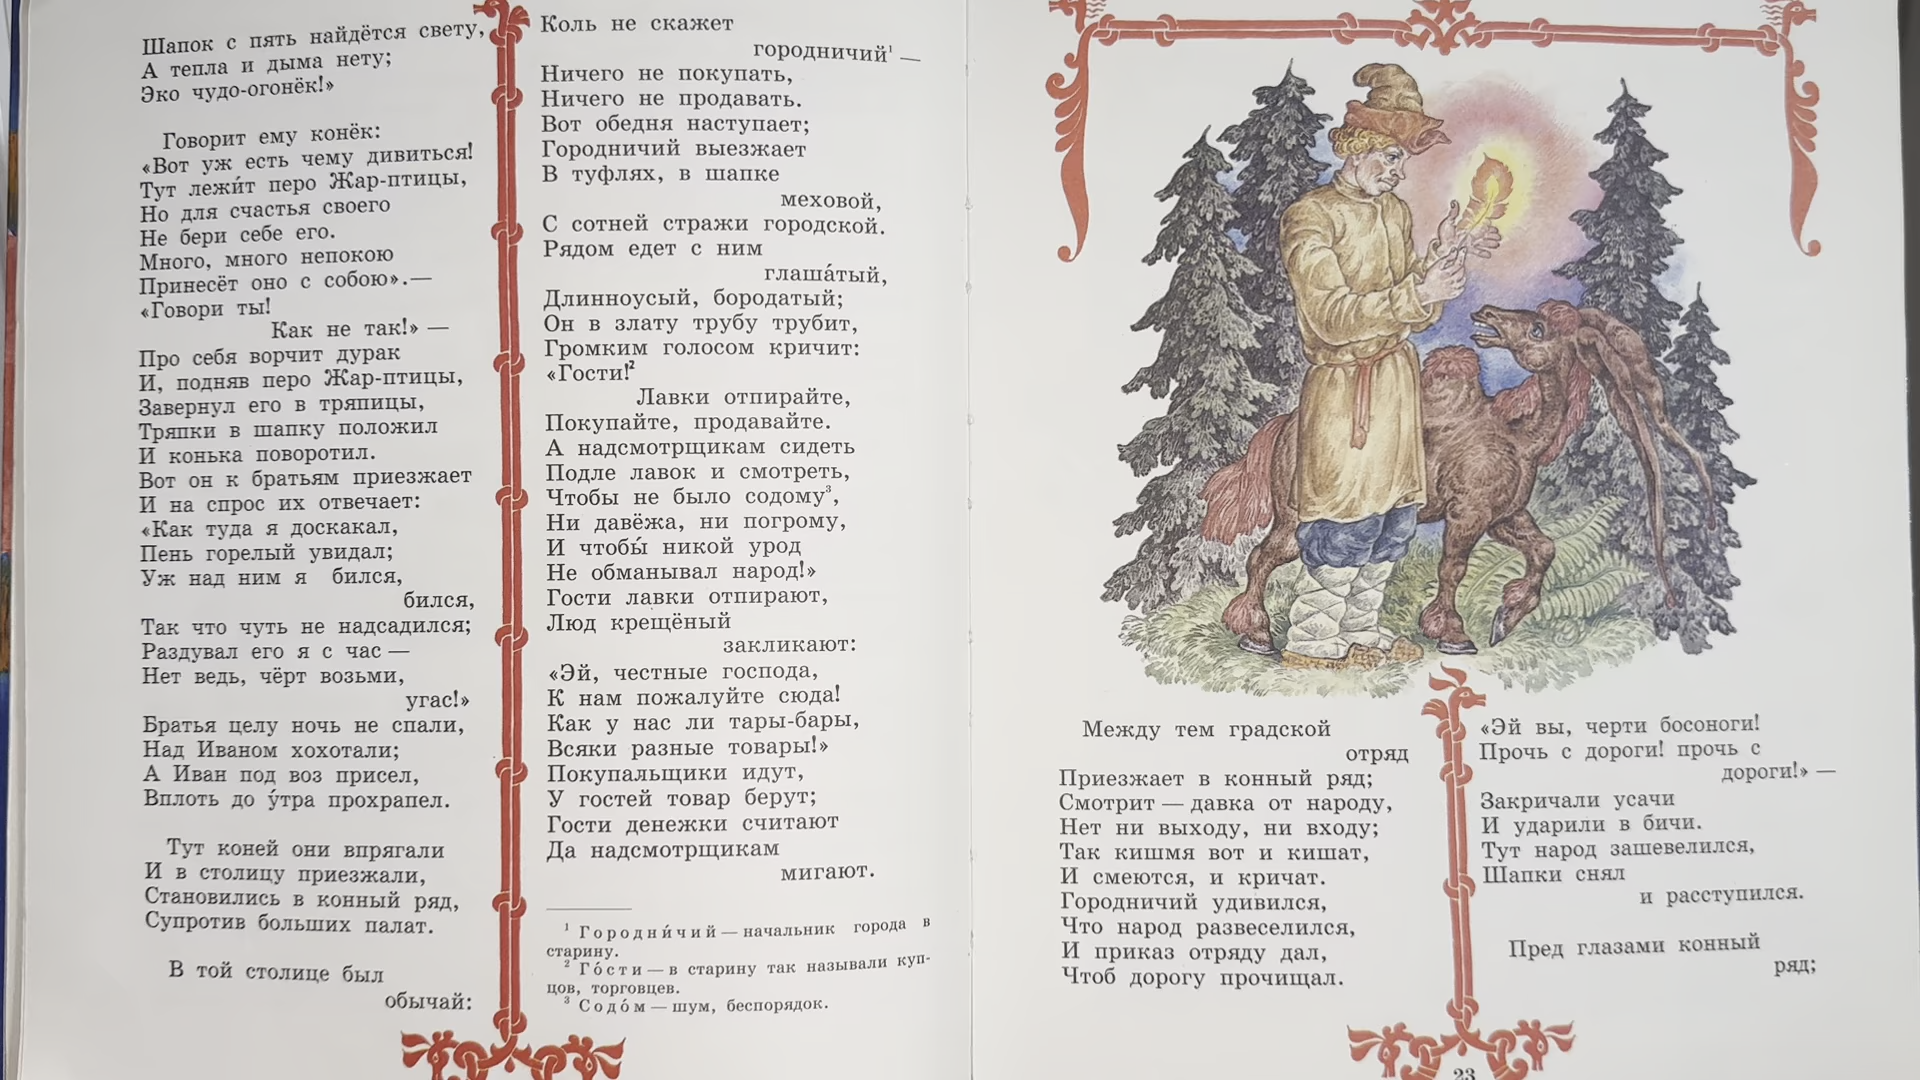 Шапок с пять найдётся свету,
А тепла и дыма нету;
Эко чудо-огонёк!»
Говорит ему конёк:
«Вот уж есть чему дивиться!
Тут лежи́т перо Жар-птицы,
Но для счастья своего
Не бери себе его.
Много, много непокою
Принесёт оно с собою».—
«Говори ты!
Как не так!» —
Про себя ворчит дурак
И, подняв перо Жар-птицы,
Завернул его в тряпицы,
Тряпки в шапку положил
И конька поворотил.
Вот он к братьям приезжает
И на спрос их отвечает:
«Как туда я доскакал,
Пень горелый увидал;
Уж над ним я бился,
бился,
Так что чуть не надсадился;
Раздувал его я с час —
Нет ведь, чёрт возьми,
угас!»
Братья целу ночь не спали,
Над Иваном хохотали;
А Иван под воз присел,
Вплоть до у́тра прохрапел.
Тут коней они впрягали
И в столицу приезжали,
Становились в конный ряд,
Супротив больших палат.
В той столице был
обычай:
Коль не скажет
городничий¹ —
Ничего не покупать,
Ничего не продавать.
Вот обедня наступает;
Городничий выезжает
В туфлях, в шапке
меховой,
С сотней стражи городской.
Рядом едет с ним
глаша́тый,
Длинноусый, бородатый;
Он в злату трубу трубит,
Громким голосом кричит:
«Гости!²
Лавки отпирайте,
Покупайте, продавайте.
А надсмотрщикам сидеть
Подле лавок и смотреть,
Чтобы не было содому³,
Ни давёжа, ни погрому,
И чтобы́ никой урод
Не обманывал народ!»
Гости лавки отпирают,
Люд крещёный
закликают:
«Эй, честные господа,
К нам пожалуйте сюда!
Как у нас ли тары-бары,
Всяки разные товары!»
Покупальщики идут,
У гостей товар берут;
Гости денежки считают
Да надсмотрщикам
мигают.
¹ Городни́чий — начальник города в
старину.
² Го́сти — в старину так называли куп-
цов, торговцев.
³ Содо́м — шум, беспорядок.
Между тем градской
отряд
Приезжает в конный ряд;
Смотрит — давка от народу,
Нет ни выходу, ни входу;
Так кишмя вот и кишат,
И смеются, и кричат.
Городничий удивился,
Что народ развеселился,
И приказ отряду дал,
Чтоб дорогу прочищал.
«Эй вы, черти босоноги!
Прочь с дороги! прочь с
дороги!» —
Закричали усачи
И ударили в бичи.
Тут народ зашевелился,
Шапки снял
и расступился.
Пред глазами конный
ряд;
23